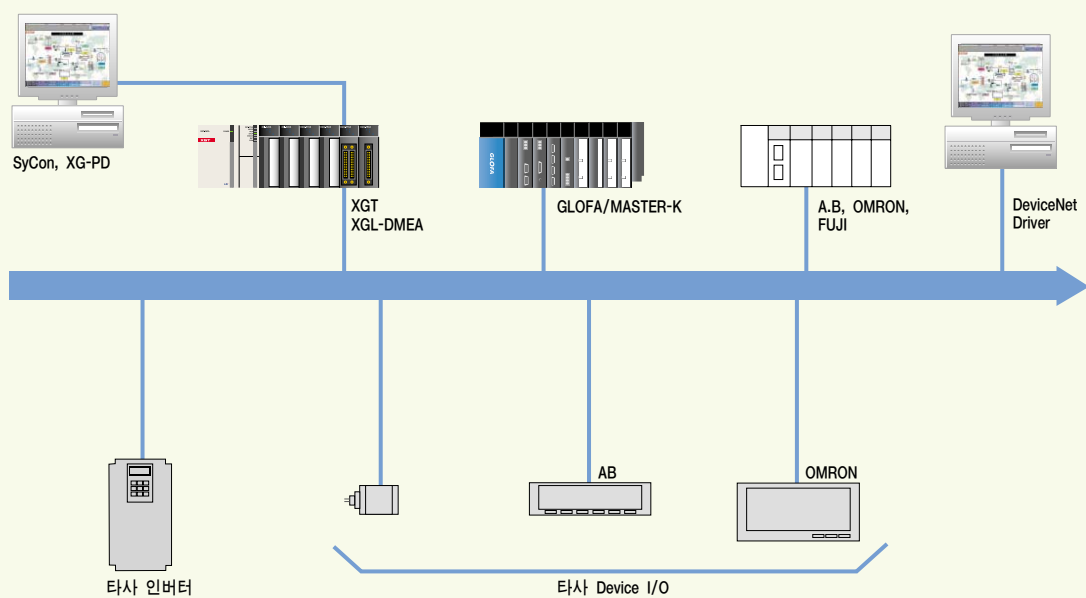 SyCon, XG-PD
XGT
XGL-DMEA
GLOFA
GLOFA/MASTER-K
A.B, OMRON,
FUJI
DeviceNet
Driver
AB
OMRON
타사 인버터
타사 Device I/O